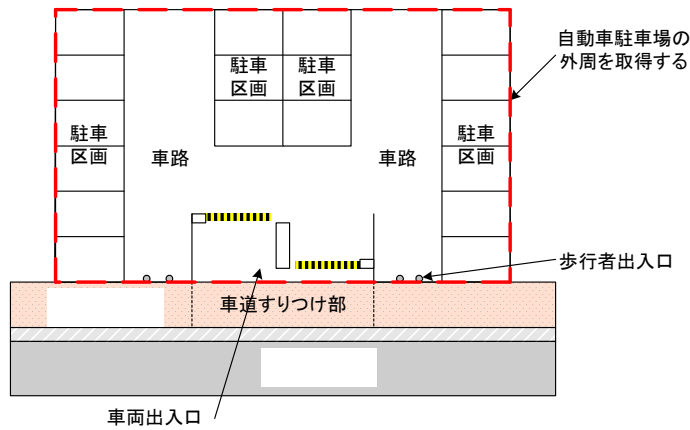 自動車駐車場の
外周を取得する
駐車
区画
駐車
区画
駐車
区画
車路
車路
駐車
区画
歩行者出入口
車道すりつけ部
車両出入口